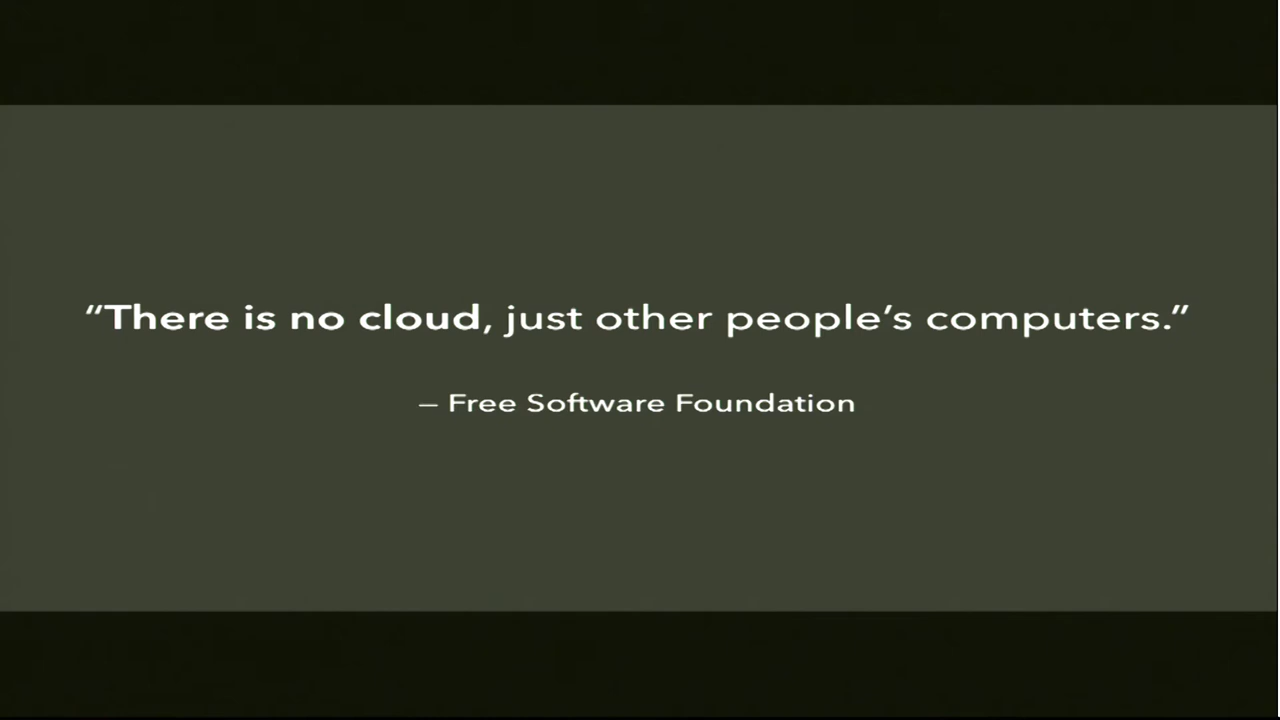 “There is no cloud, just other people’s computers.”
– Free Software Foundation